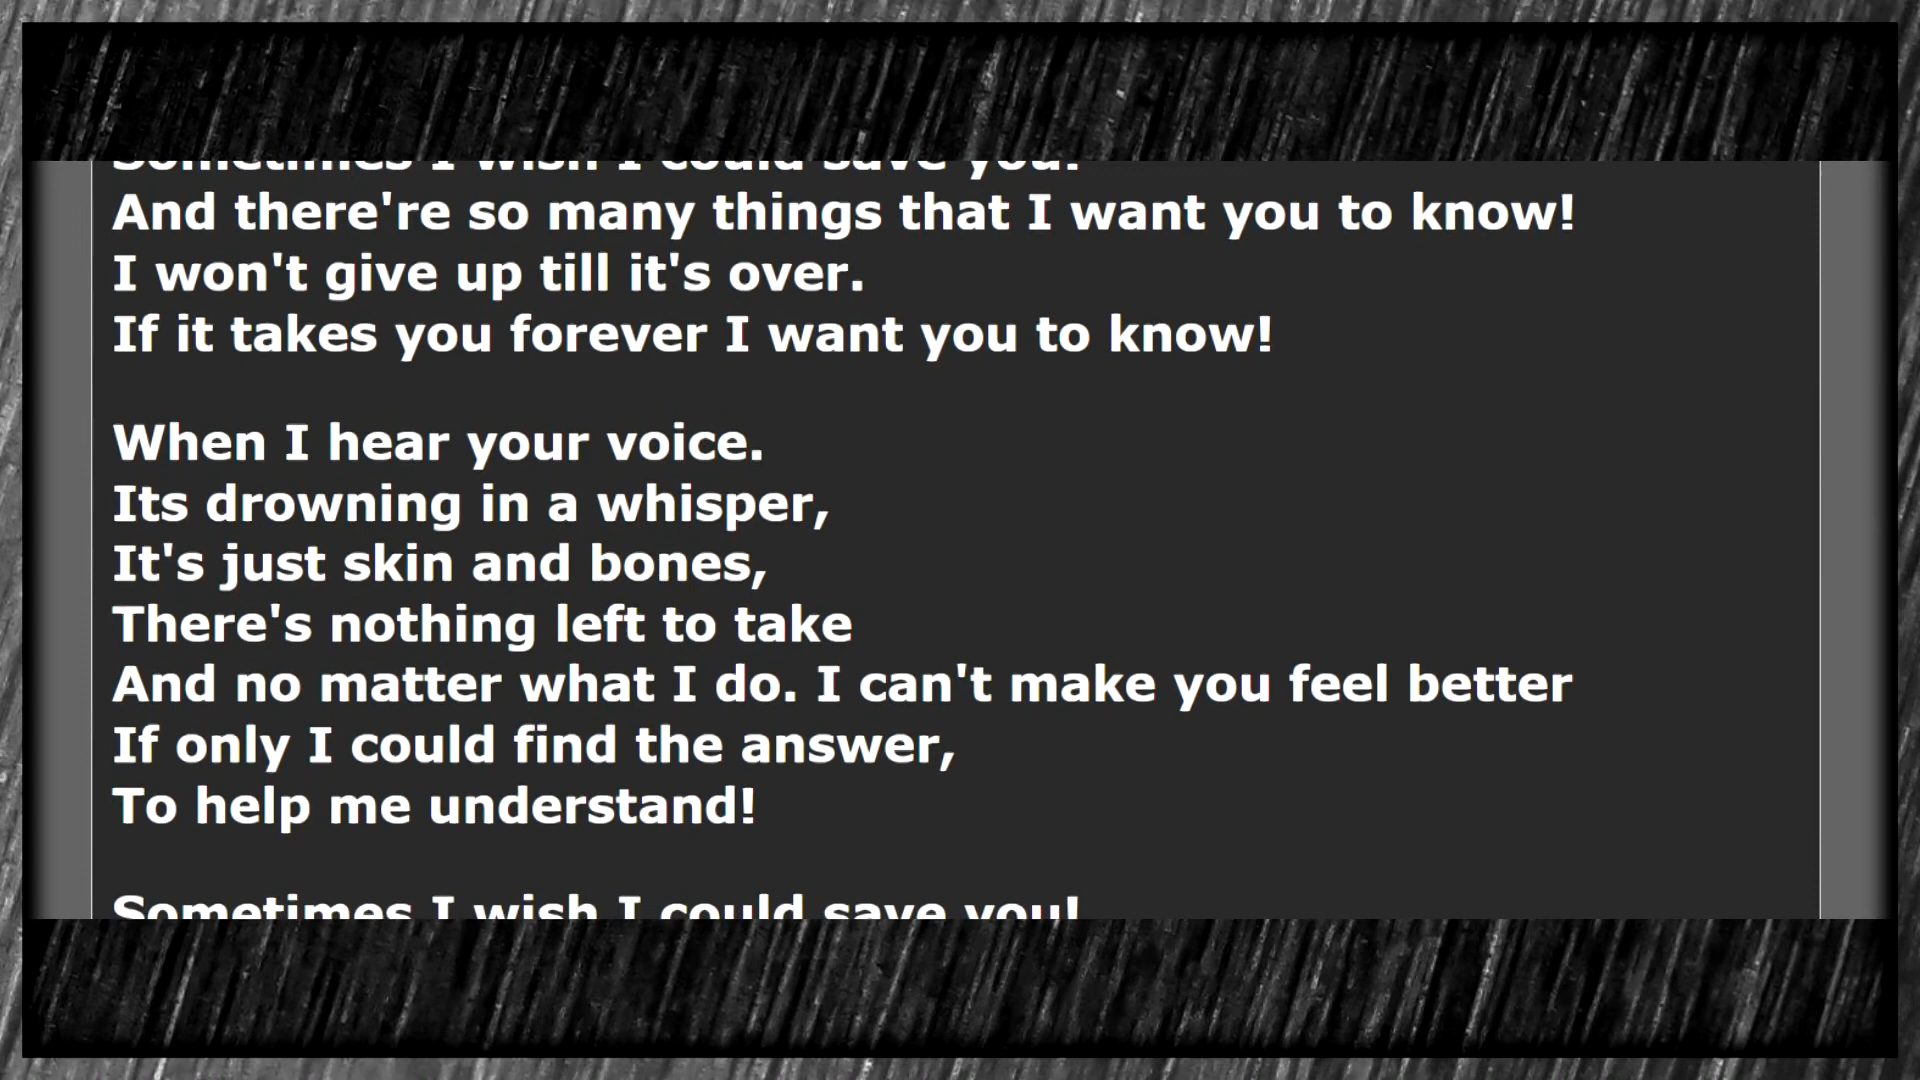 Sometimes I wish I could save you!
And there're so many things that I want you to know!
I won't give up till it's over.
If it takes you forever I want you to know!
When I hear your voice.
Its drowning in a whisper,
It's just skin and bones,
There's nothing left to take
And no matter what I do. I can't make you feel better
If only I could find the answer,
To help me understand!
Sometimes I wish I could save you!